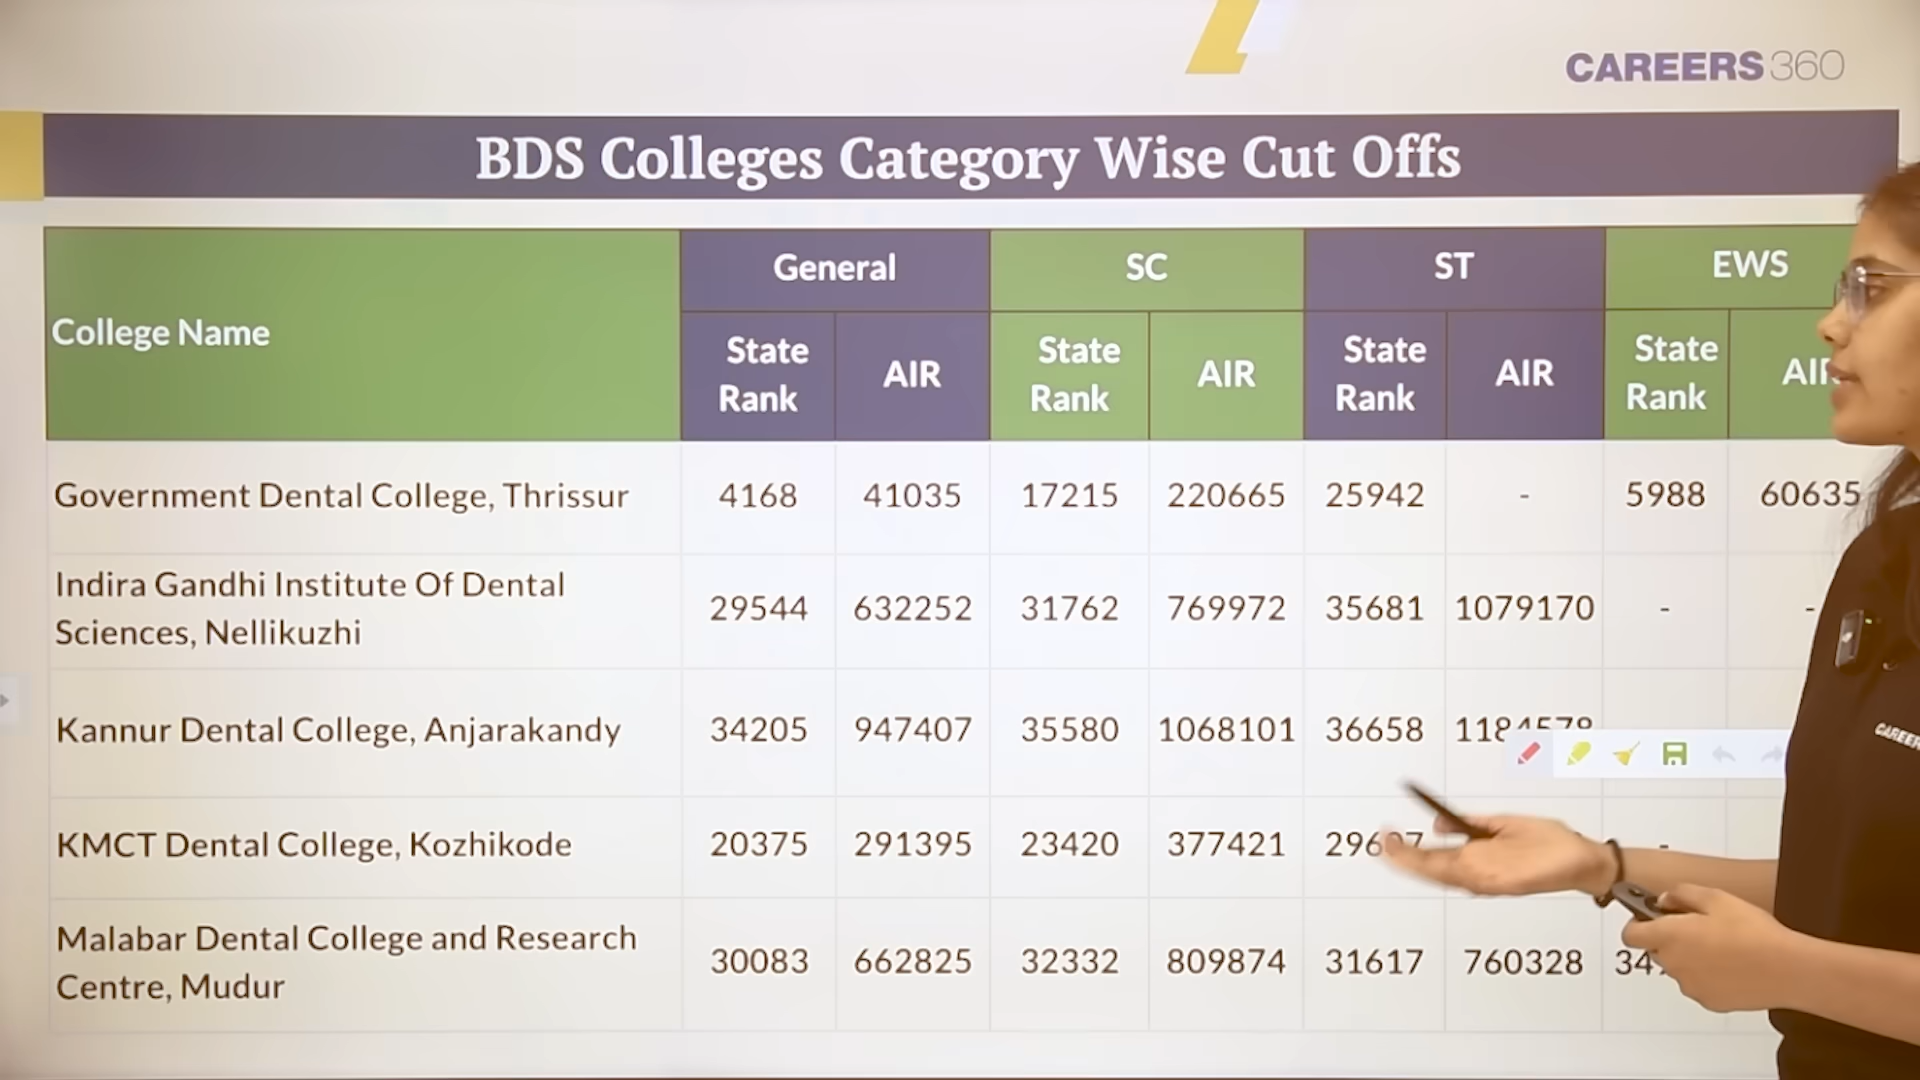 CAREERS360
BDS Colleges Category Wise Cut Offs
College Name
General
SC
ST
EWS
State Rank
AIR
State Rank
AIR
State Rank
AIR
State Rank
Government Dental College, Thrissur 4168 41035 17215 220665 25942 - 5988 60635
Indira Gandhi Institute Of Dental
Sciences, Nellikuzhi
29544 632252 31762 769972 35681 1079170 - -
Kannur Dental College, Anjarakandy 34205 947407 35580 1068101 36658
KMCT Dental College, Kozhikode 20375 291395 23420 377421 -
Malabar Dental College and Research
Centre, Mudur
30083 662825 32332 809874 31617 760328